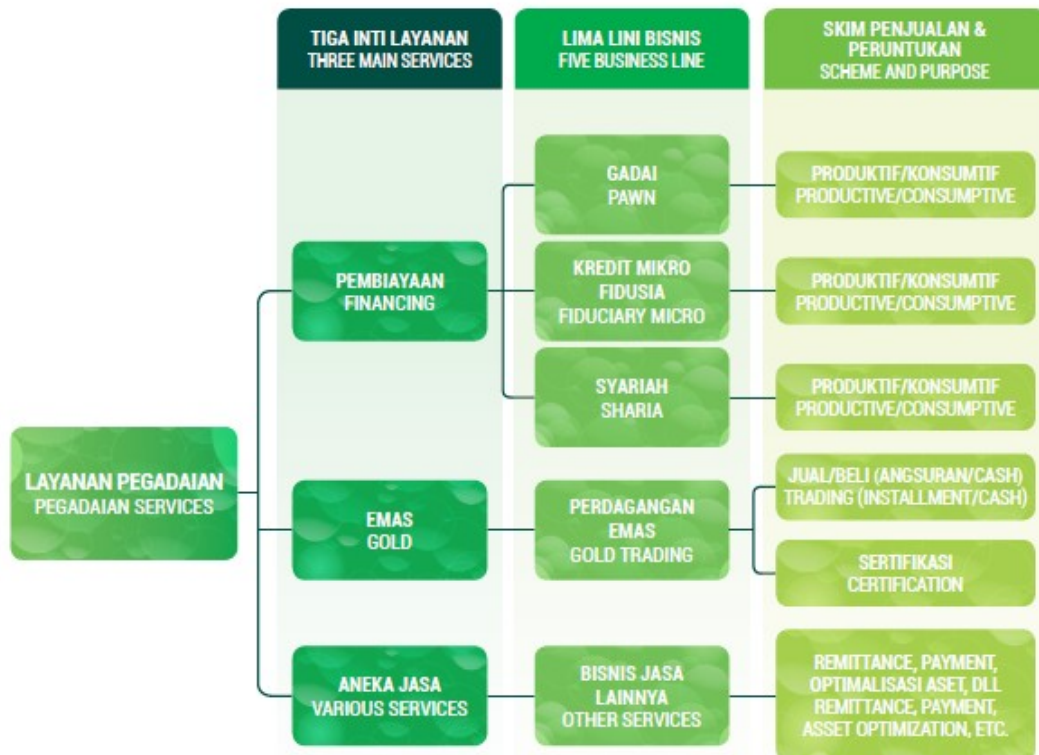 TIGA INTI LAYANAN
THREE MAIN SERVICES
LIMA LINI BISNIS
FIVE BUSINESS LINE
SKIM PENJUALAN &
PERUNTUKAN
SCHEME AND PURPOSE
LAYANAN PEGADAIAN
PEGADAIAN SERVICES
PEMBIAYAAN
FINANCING
GADAI
PAWN
PRODUKTIF/KONSUMTIF
PRODUCTIVE/CONSUMPTIVE
KREDIT MIKRO
FIDUSIA
FIDUCIARY MICRO
PRODUKTIF/KONSUMTIF
PRODUCTIVE/CONSUMPTIVE
SYARIAH
SHARIA
PRODUKTIF/KONSUMTIF
PRODUCTIVE/CONSUMPTIVE
EMAS
GOLD
PERDAGANGAN
EMAS
GOLD TRADING
JUAL/BELI (ANGSURAN/CASH)
TRADING (INSTALLMENT/CASH)
SERTIFIKASI
CERTIFICATION
ANEKA JASA
VARIOUS SERVICES
BISNIS JASA
LAINNYA
OTHER SERVICES
REMITTANCE, PAYMENT,
OPTIMALISASI ASET, DLL
REMITTANCE, PAYMENT,
ASSET OPTIMIZATION, ETC.